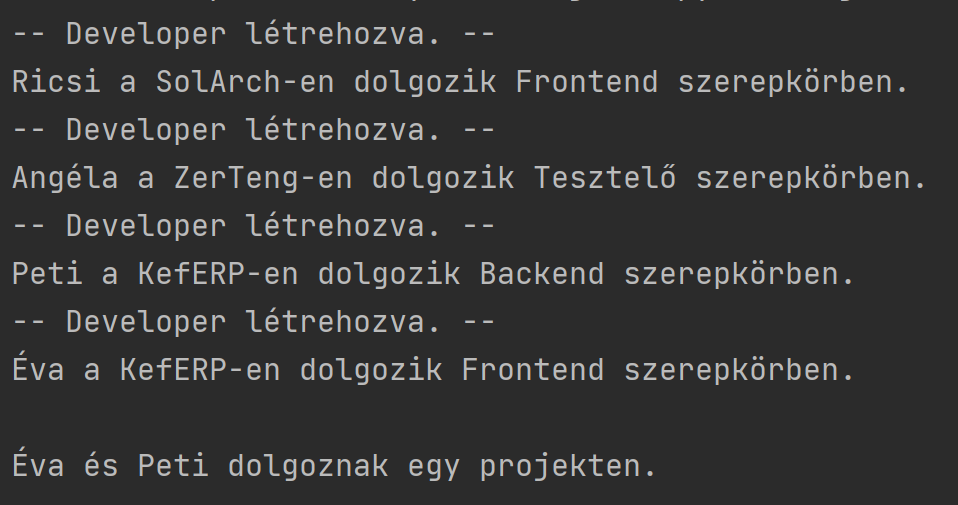 -- Developer létrehozva. --
Ricsi a SolArch-en dolgozik Frontend szerepkörben.
-- Developer létrehozva. --
Angéla a ZerTeng-en dolgozik Tesztelő szerepkörben.
-- Developer létrehozva. --
Peti a KefERP-en dolgozik Backend szerepkörben.
-- Developer létrehozva. --
Éva a KefERP-en dolgozik Frontend szerepkörben.
Éva és Peti dolgoznak egy projekten.